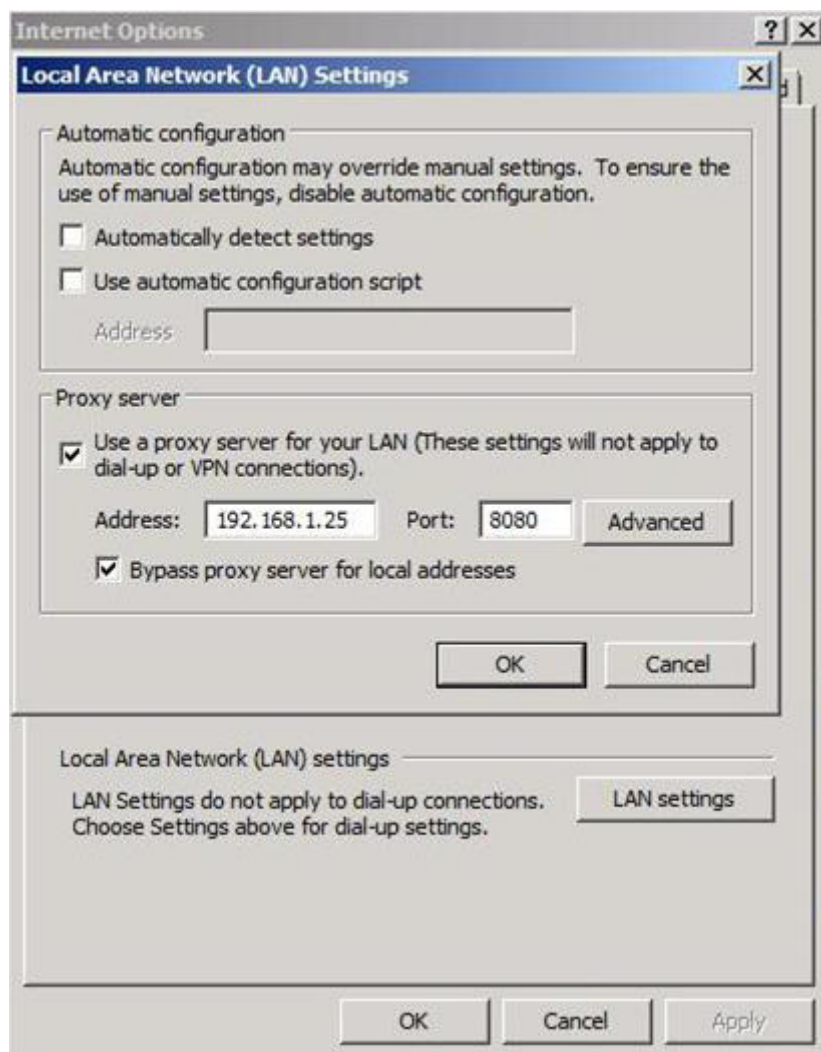 Internet Options
Local Area Network (LAN) Settings
Automatic configuration
Automatic configuration may override manual settings. To ensure the
use of manual settings, disable automatic configuration.
Automatically detect settings
Use automatic configuration script
Address
Proxy server
Use a proxy server for your LAN (These settings will not apply to
dial-up or VPN connections).
Address: 192.168.1.25 Port: 8080 Advanced
Bypass proxy server for local addresses
OK Cancel
Local Area Network (LAN) settings
LAN Settings do not apply to dial-up connections. LAN settings
Choose Settings above for dial-up settings.
OK Cancel Apply